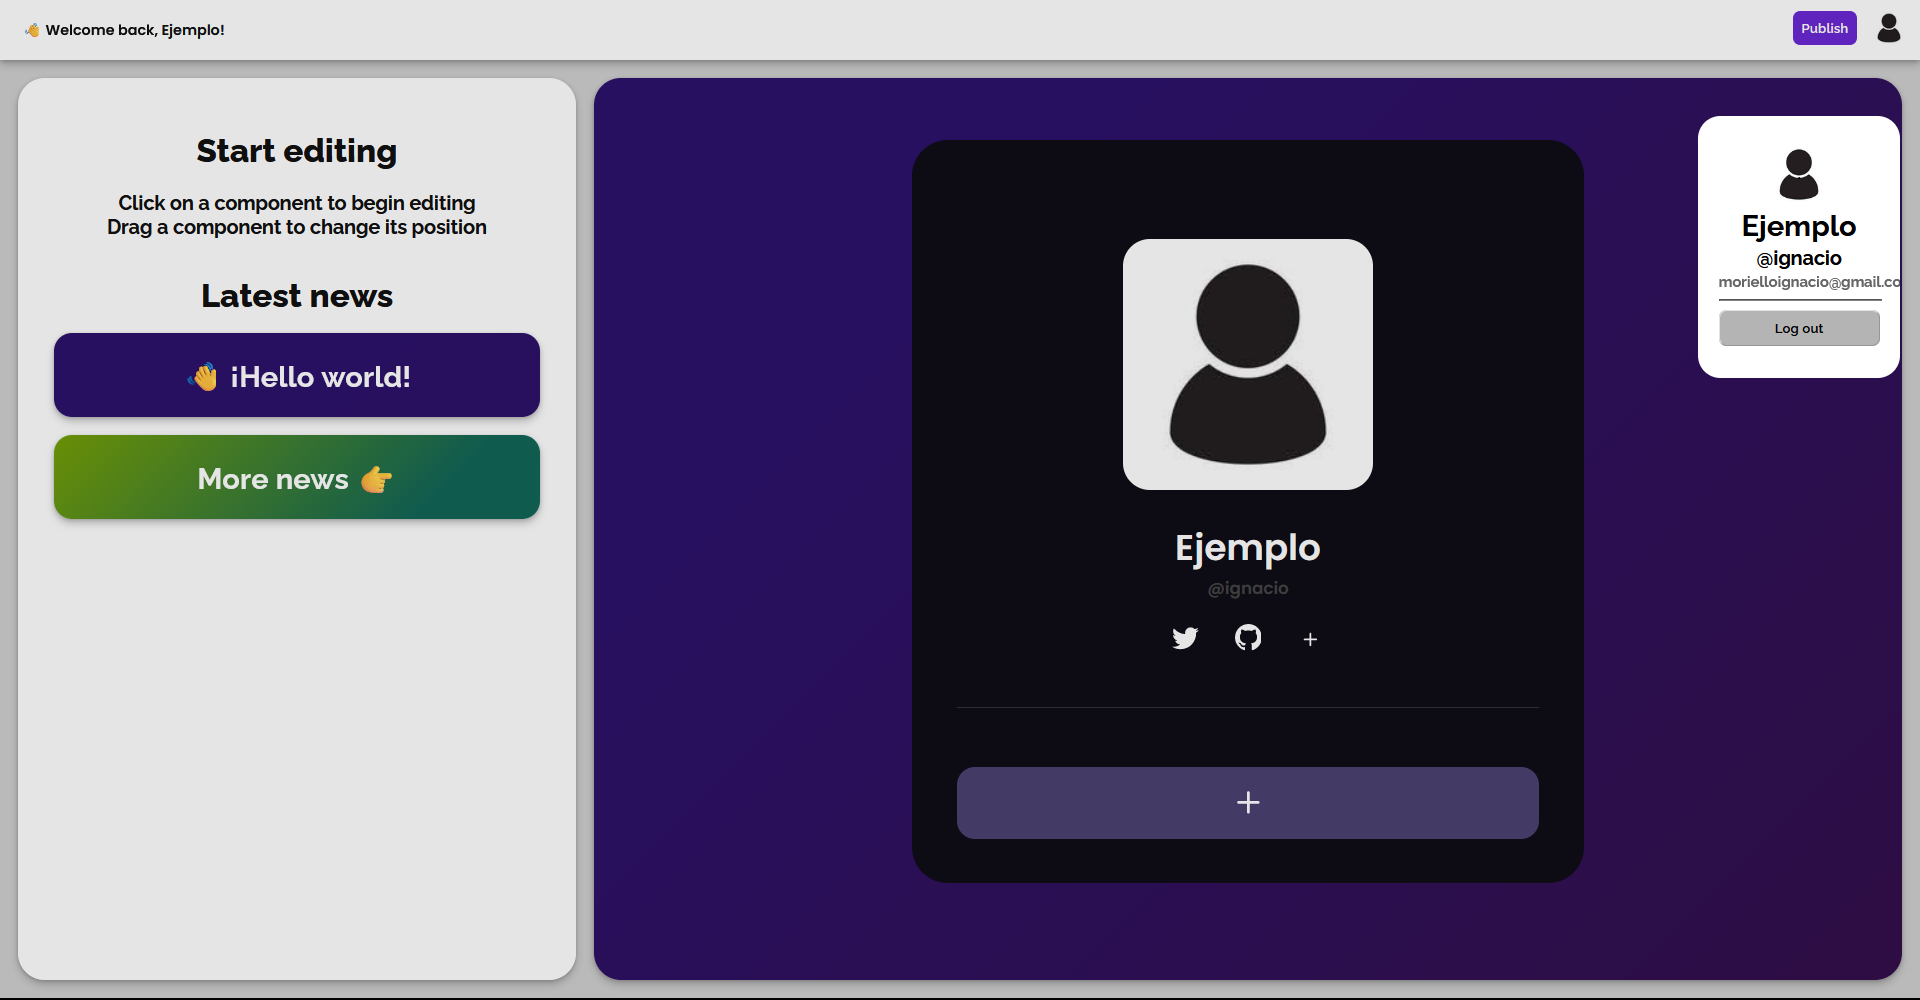 👋 Welcome back, Ejemplo!
Publish
Start editing
Click on a component to begin editing
Drag a component to change its position
Latest news
👋 ¡Hello world!
More news 👉
Ejemplo
@ignacio
+
+
Ejemplo
@ignacio
morielloignacio@gmail.co
Log out